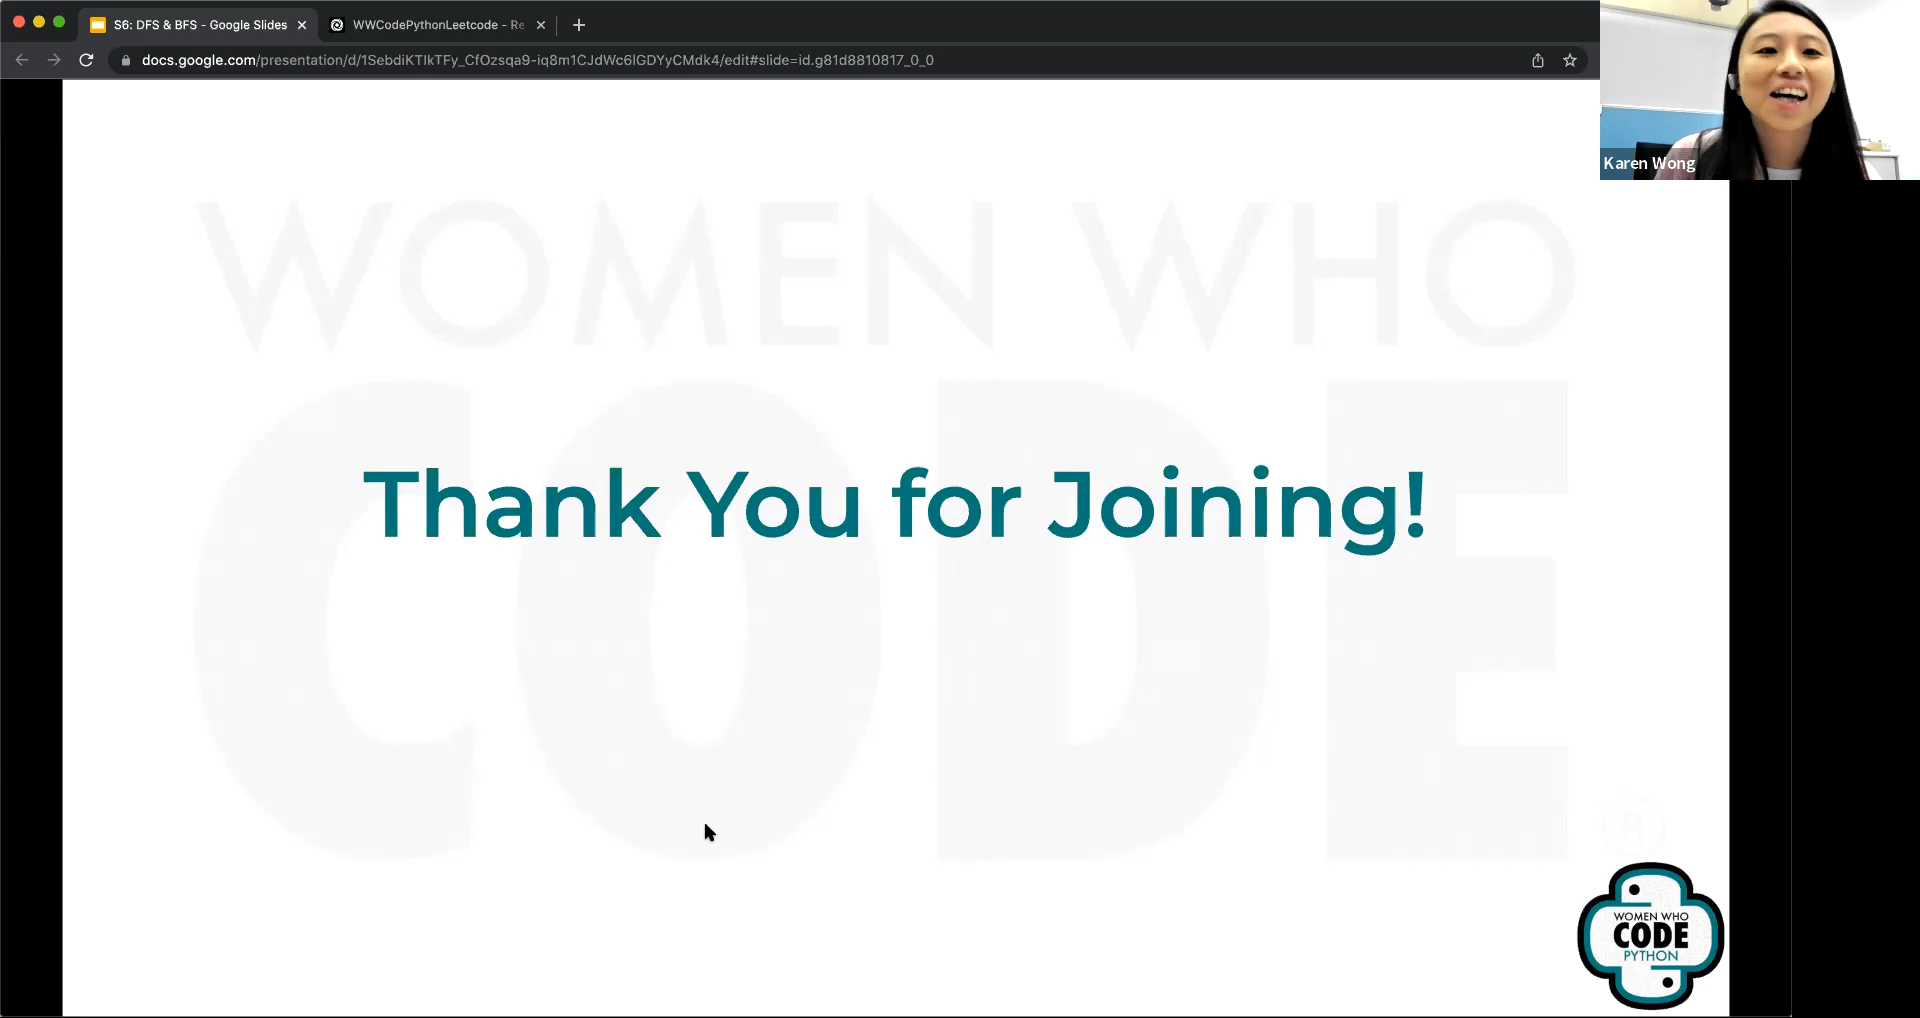 S6: DFS & BFS - Google Slides
WWCodePythonLeetcode - Re
docs.google.com/presentation/d/1SebdiKTIkTFy_CfOzsqa9-iq8m1CJdWc6lGDYyCMdk4/edit#slide=id.g81d8810817_0_0
Karen Wong
WOMEN WHO
CODE
®
Thank You for Joining!
WOMEN WHO
CODE
PYTHON